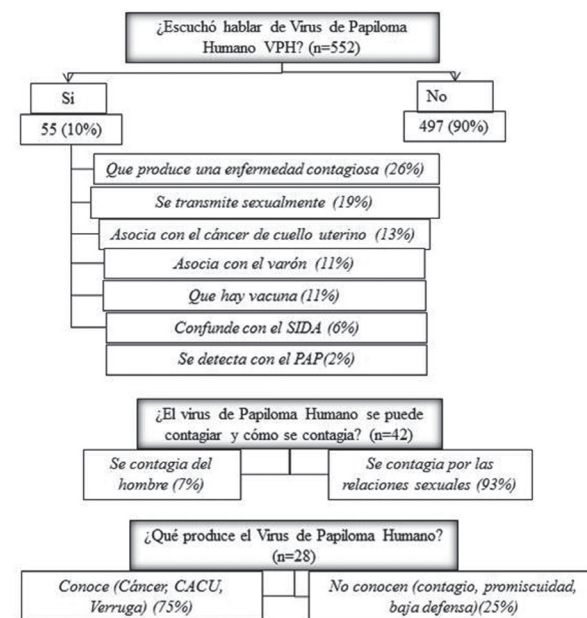 ¿Escuchó hablar de Virus de Papiloma
Humano VPH? (n=552)
Si
No
55 (10%)
497 (90%)
Que produce una enfermedad contagiosa (26%)
Se transmite sexualmente (19%)
Asocia con el cáncer de cuello uterino (13%)
Asocia con el varón (11%)
Que hay vacuna (11%)
Confunde con el SIDA (6%)
Se detecta con el PAP(2%)
¿El virus de Papiloma Humano se puede
contagiar y cómo se contagia? (n=42)
Se contagia del
hombre (7%)
Se contagia por las
relaciones sexuales (93%)
¿Qué produce el Virus de Papiloma Humano?
(n=28)
Conoce (Cáncer, CACU,
Verruga) (75%)
No conocen (contagio, promiscuidad,
baja defensa)(25%)